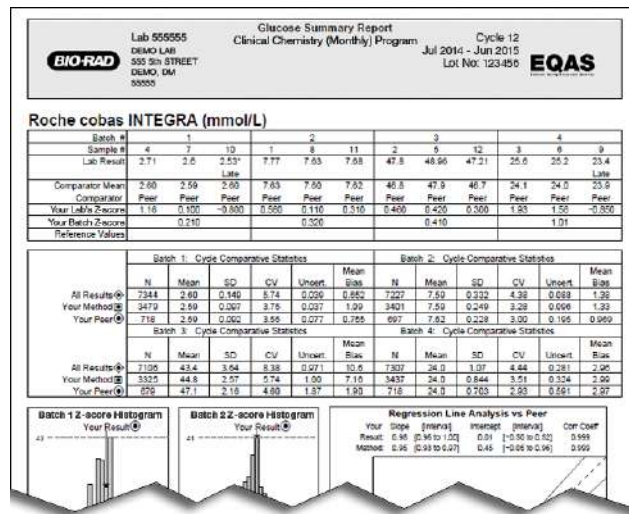 BIO-RAD
Lab 555555
DEMO LAB
555 5th STREET
DEMO, DM
55555
Glucose Summary Report
Clinical Chemistry (Monthly) Program
Cycle 12
Jul 2014 - Jun 2015
Lot No: 123456
EQAS
Roche cobas INTEGRA (mmol/L)
Batch # 1 2 3 4
Sample # 4 7 10 1 8 11 2 5 12 3 6 9
Lab Result 2.71 2.6 2.53* 7.77 7.63 7.68 47.8 48.96 47.21 25.6 25.2 23.4
Late
Comparator Mean 2.60 2.59 2.60 7.63 7.60 7.62 46.8 47.9 46.7 24.1 24.0 23.9
Comparator Peer Peer Peer Peer Peer Peer Peer Peer Peer Peer Peer Peer
Your Lab's Z-score 1.16 0.100 -0.800 0.560 0.110 0.310 0.460 0.420 0.300 1.93 1.56 -0.850
Your Batch Z-score 0.210 0.320 0.410 1.01
Reference Values
Batch 1: Cycle Comparative Statistics Batch 2: Cycle Comparative Statistics
N Mean SD CV Uncert. Mean Bias N Mean SD CV Uncert. Mean Bias
All Results 7344 2.60 0.149 5.74 0.039 0.652 7227 7.59 0.332 4.38 0.088 1.38
Your Method 3479 2.59 0.097 3.75 0.037 1.09 3401 7.59 0.249 3.28 0.096 1.33
Your Peer 718 2.59 0.092 3.55 0.077 0.765 697 7.62 0.228 3.00 0.195 0.969
Batch 3: Cycle Comparative Statistics Batch 4: Cycle Comparative Statistics
N Mean SD CV Uncert. Mean Bias N Mean SD CV Uncert. Mean Bias
All Results 7106 43.4 3.64 8.38 0.971 10.6 7307 24.0 1.07 4.44 0.281 2.96
Your Method 3325 44.8 2.57 5.74 1.00 7.16 3437 24.0 0.844 3.51 0.324 2.99
Your Peer 679 47.1 2.16 4.60 1.87 1.90 718 24.0 0.703 2.93 0.591 2.97
Batch 1 Z-score Histogram
Your Result
Batch 2 Z-score Histogram
Your Result
Regression Line Analysis vs Peer
Your Slope [Interval] Intercept [Interval] Corr Coeff
Result: 0.98 [0.96 to 1.00] 0.01 0.999
Method: 0.95 [0.93 to 0.97] 0.45 0.999